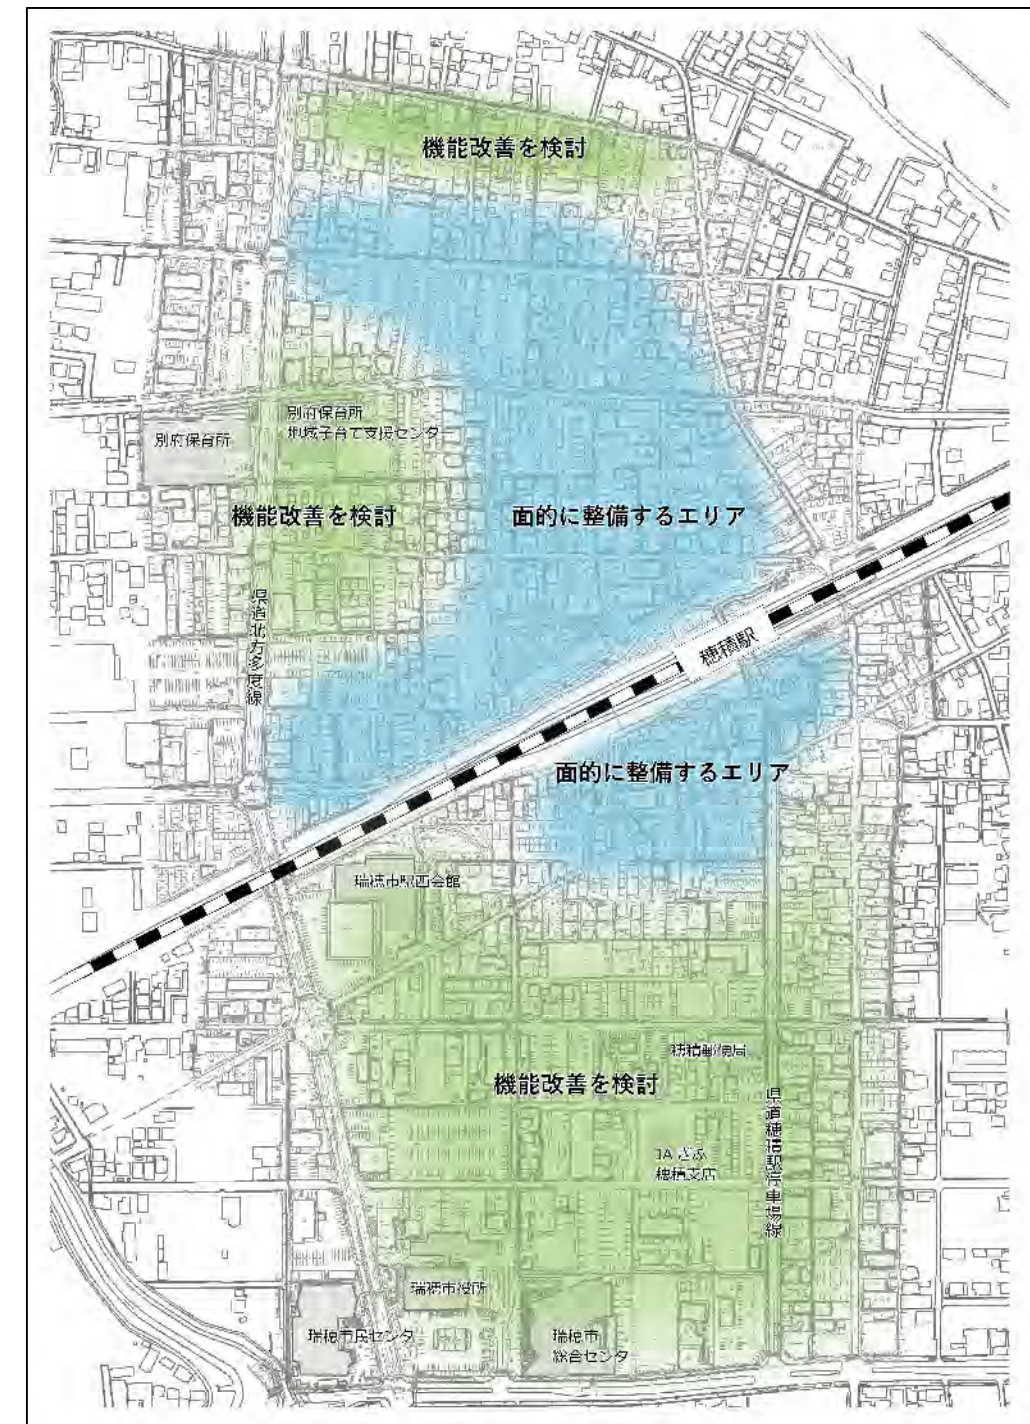 機能改善を検討
別府保育所
地域子育て支援センタ
別府保育所
機能改善を検討
面的に整備するエリア
県道北方多度線
穂積駅
面的に整備するエリア
瑞穂市駅西会館
穂積郵便局
機能改善を検討
県道穂積駅停車場線
JAぎふ
穂積支店
瑞穂市役所
瑞穂市民センタ
瑞穂市
総合センタ